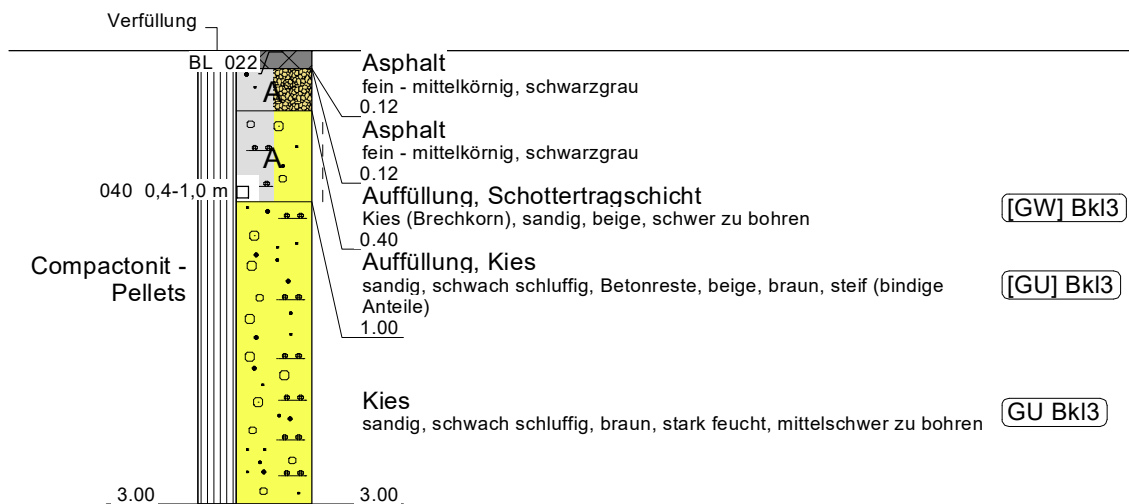 Verfüllung
BL 022
Asphalt
fein - mittelkörnig, schwarzgrau
0.12
A
Asphalt
fein - mittelkörnig, schwarzgrau
0.12
A
040 0,4-1,0 m
Auffüllung, Schottertragschicht
Kies (Brechkorn), sandig, beige, schwer zu bohren
0.40
[GW] Bkl3
Compactonit -
Pellets
Auffüllung, Kies
sandig, schwach schluffig, Betonreste, beige, braun, steif (bindige
Anteile)
1.00
[GU] Bkl3
Kies
sandig, schwach schluffig, braun, stark feucht, mittelschwer zu bohren
GU Bkl3
3.00
3.00